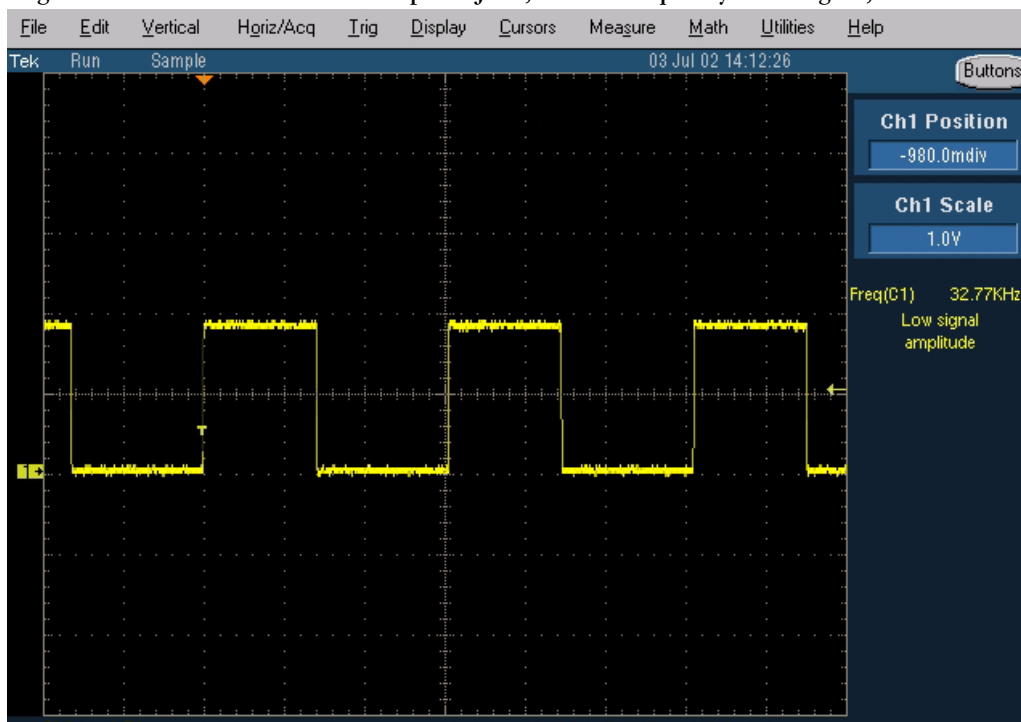 File Edit Vertical Horiz/Acq Trig Display Cursors Measure Math Utilities Help
Tek Run Sample 03 Jul 02 14:12:26
Buttons
Ch1 Position
-980.0mdiv
Ch1 Scale
1.0V
Freq(C1) 32.77KHz
Low signal
amplitude
T
1